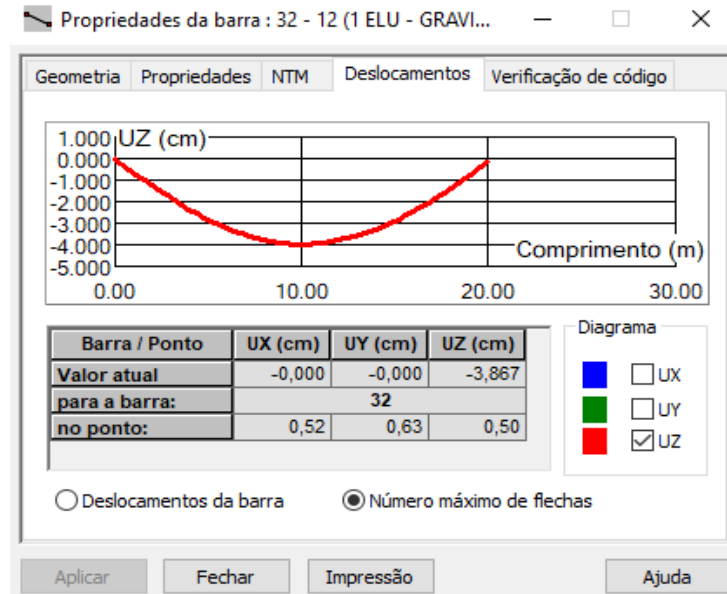 Propriedades da barra : 32 - 12 (1 ELU - GRAVI...
Geometria Propriedades NTM Deslocamentos Verificação de código
1.000 UZ (cm)
0.000
-1.000
-2.000
-3.000
-4.000
-5.000
Comprimento (m)
0.00 10.00 20.00 30.00
Barra / Ponto UX (cm) UY (cm) UZ (cm)
Valor atual -0,000 -0,000 -3,867
para a barra: 32
no ponto: 0,52 0,63 0,50
Diagrama
UX
UY
UZ
Deslocamentos da barra Número máximo de flechas
Aplicar Fechar Impressão Ajuda